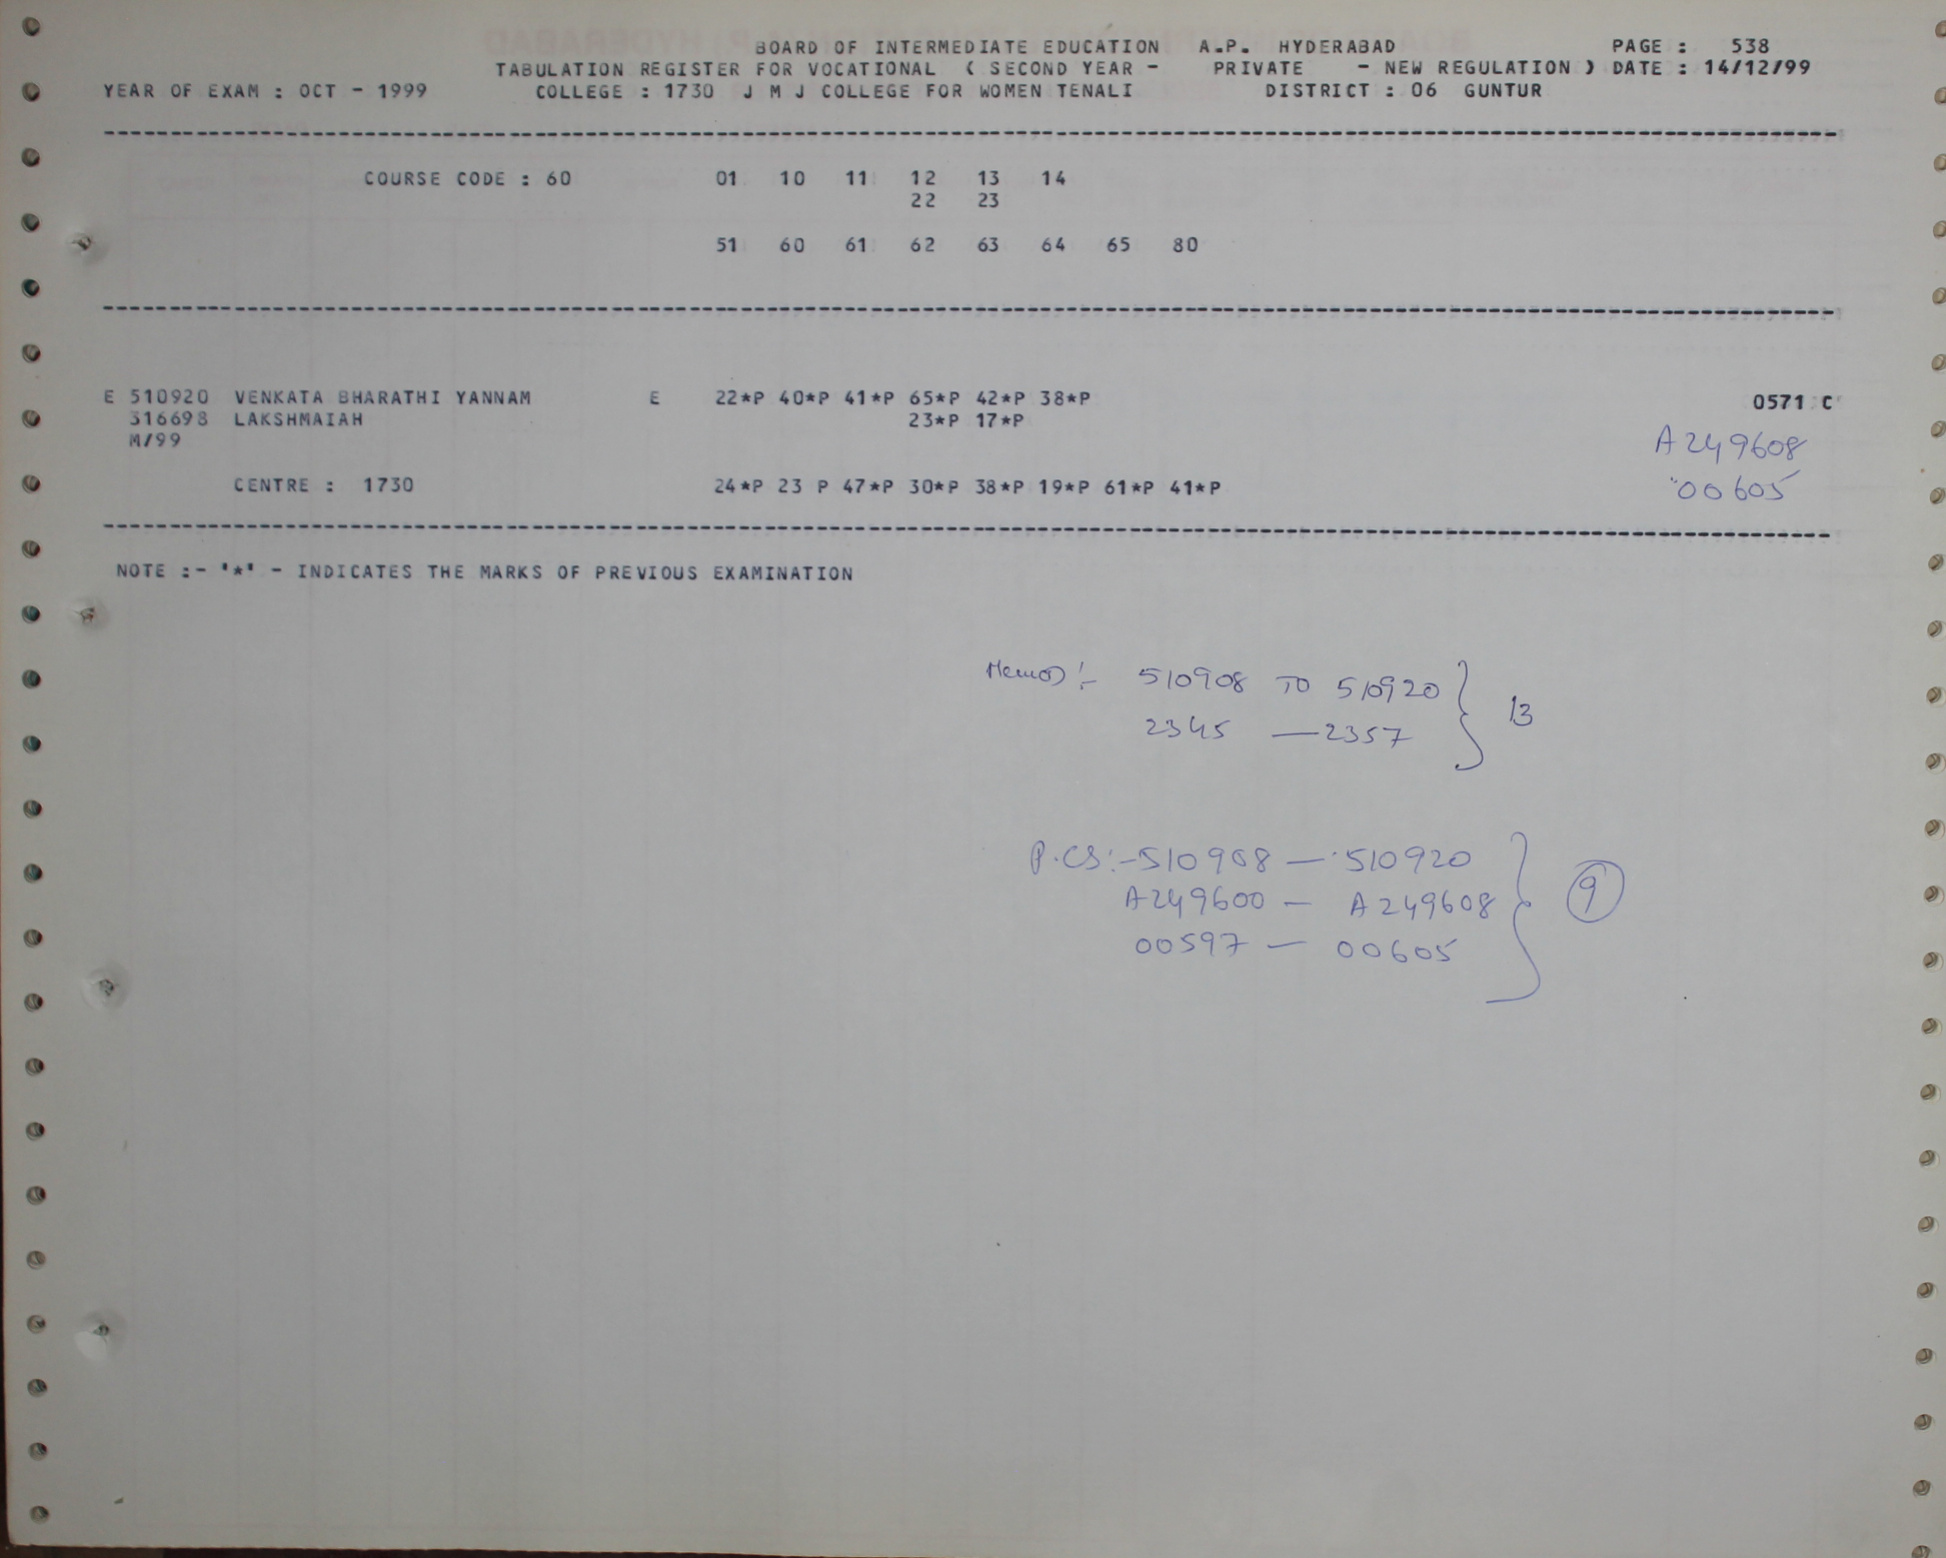 BOARD OF INTERMEDIATE EDUCATION A.P. HYDERABAD PAGE : 538
TABULATION REGISTER FOR VOCATIONAL ( SECOND YEAR - PRIVATE - NEW REGULATION ) DATE : 14/12/99
YEAR OF EXAM : OCT - 1999 COLLEGE : 1730 J M J COLLEGE FOR WOMEN TENALI DISTRICT : 06 GUNTUR
COURSE CODE : 60 01 10 11 12 13 14
22 23
51 60 61 62 63 64 65 80
E 510920 VENKATA BHARATHI YANNAM E 22*P 40*P 41*P 65*P 42*P 38*P 0571 C
316698 LAKSHMAIAH 23*P 17*P
M/99 A249608
CENTRE : 1730 24*P 23 P 47*P 30*P 38*P 19*P 61*P 41*P 00605
NOTE :- '*' - INDICATES THE MARKS OF PREVIOUS EXAMINATION
Memos :- 510908 TO 510920 13
2345 — 2357
P.CS:- 510908 — 510920
A249600 — A249608 9
00597 — 00605